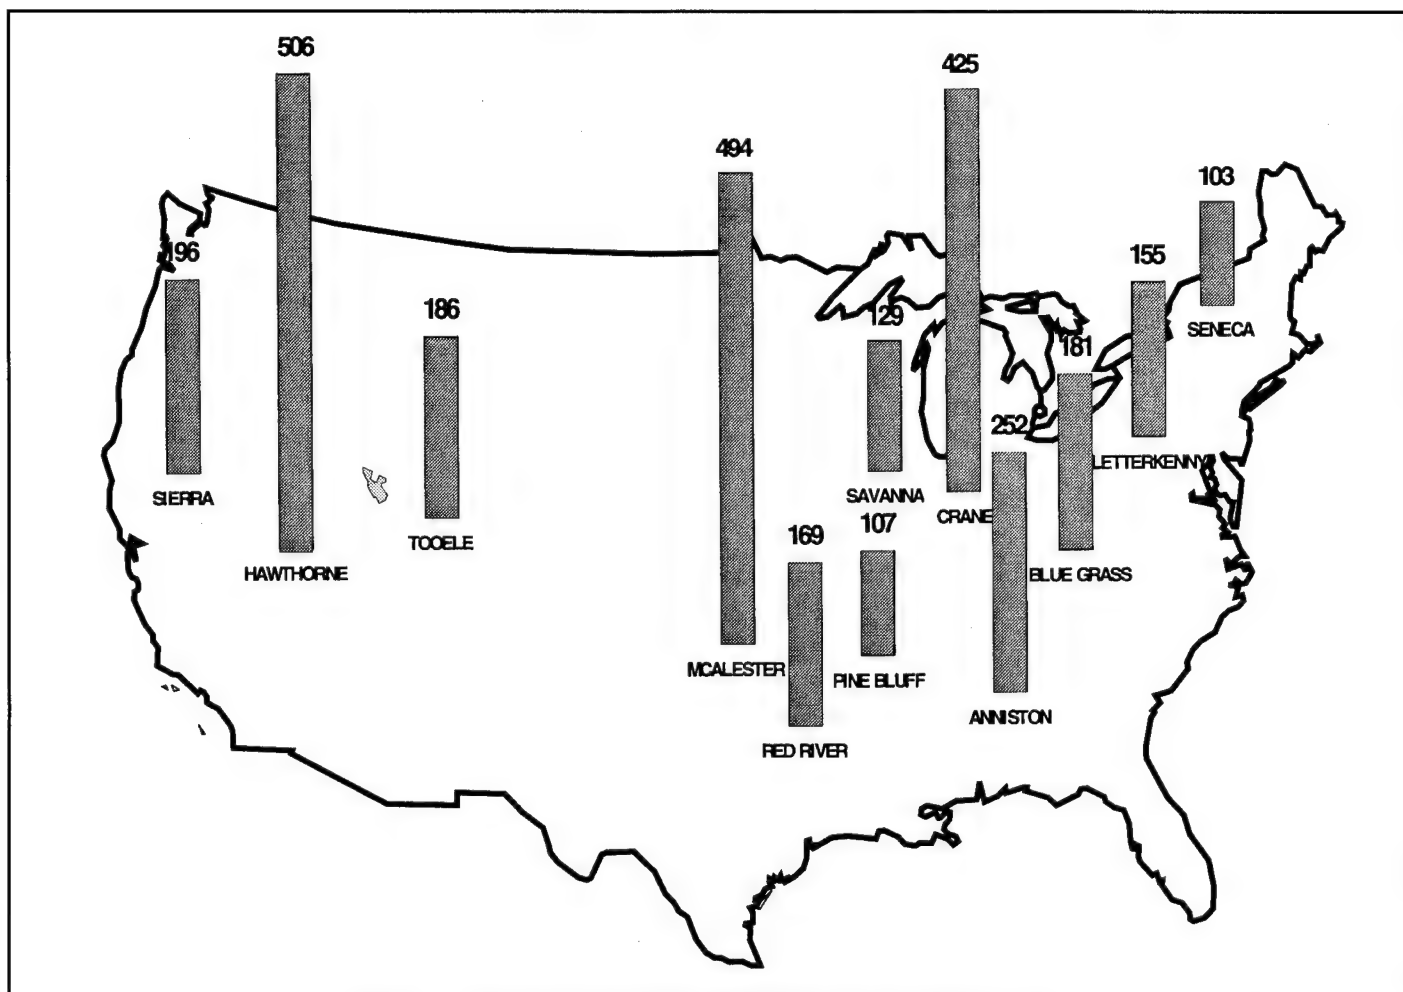 506
425
494
103
196
155
186
129
181
SENECA
252
LETTERKENNY
SIERRA
SAVANNA
CRANE
107
169
TOOELE
HAWTHORNE
BLUE GRASS
MCALESTER
PINE BLUFF
ANNISTON
RED RIVER